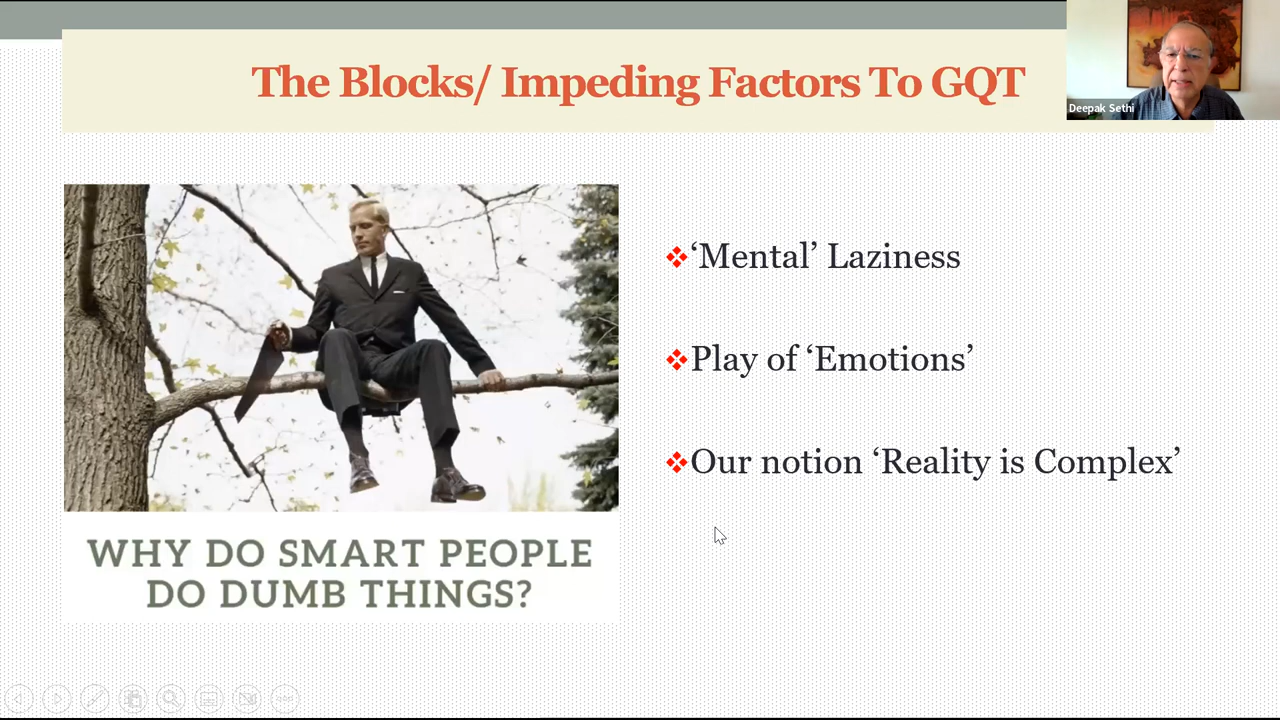 The Blocks/ Impeding Factors To GQT
Deepak Sethi
‘Mental’ Laziness
Play of ‘Emotions’
Our notion ‘Reality is Complex’
WHY DO SMART PEOPLE
DO DUMB THINGS?